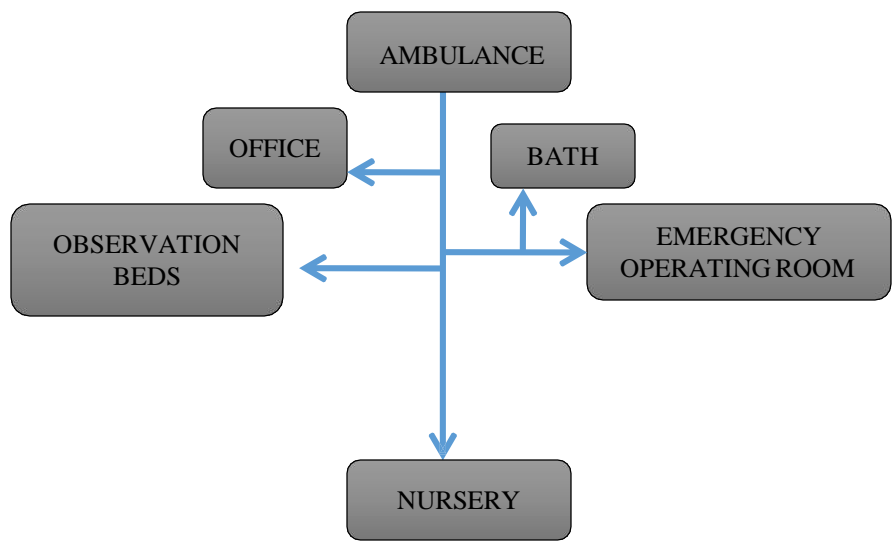 AMBULANCE
OFFICE
BATH
OBSERVATION
BEDS
EMERGENCY
OPERATING ROOM
NURSERY